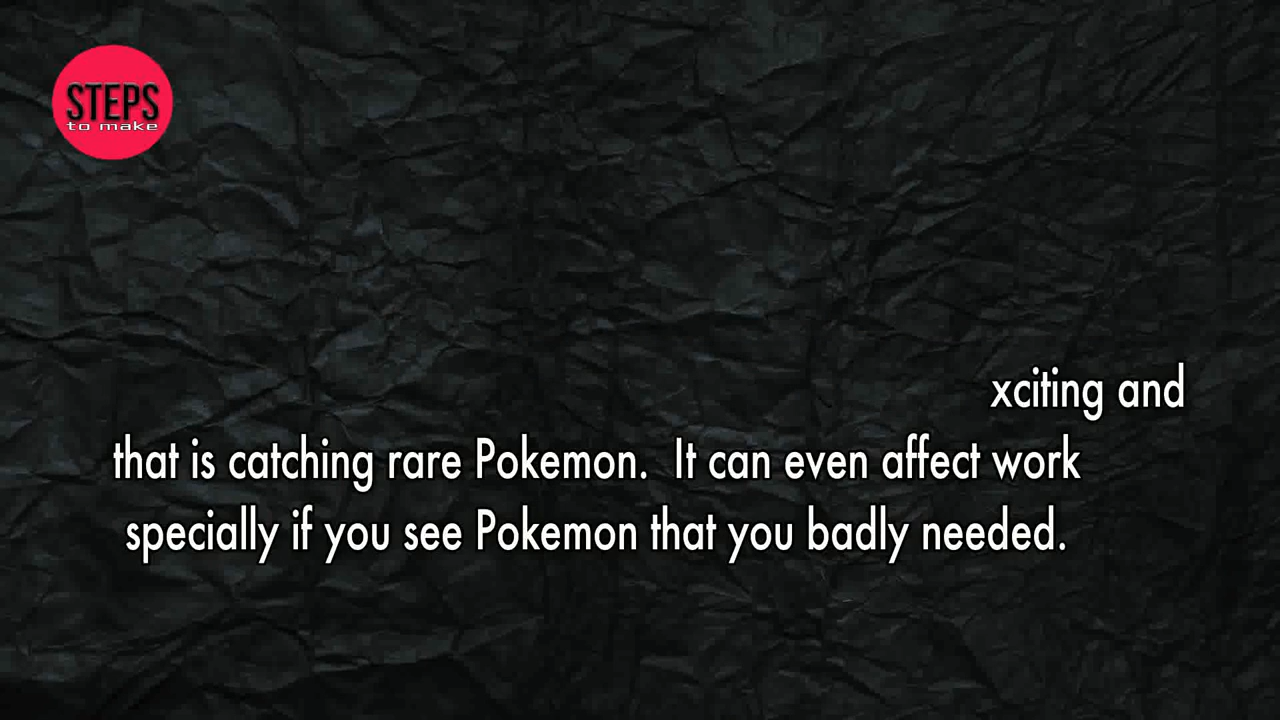 STEPS
to make
xciting and
that is catching rare Pokemon. It can even affect work
specially if you see Pokemon that you badly needed.